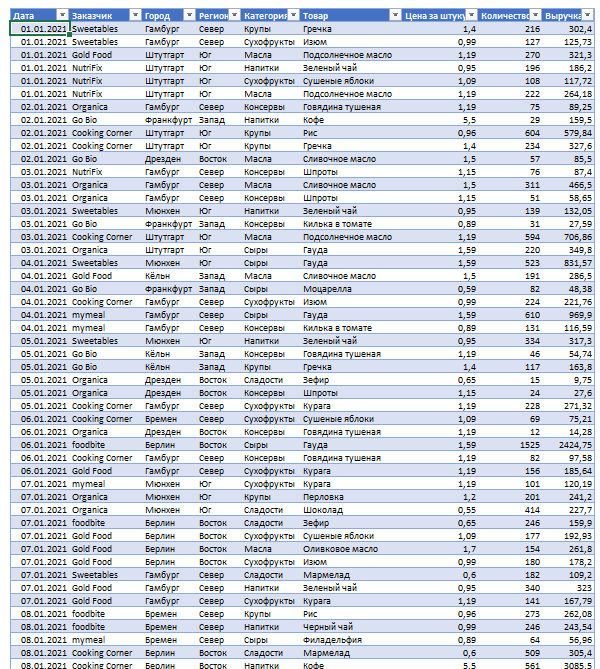 Дата Заказчик Город Регион Категория Товар Цена за штуку Количество Выручка
01.01.2021 Sweetables Гамбург Север Крупы Гречка 1,4 216 302,4
01.01.2021 Sweetables Гамбург Север Сухофрукты Изюм 0,99 127 125,73
01.01.2021 Gold Food Штутгарт Юг Масла Подсолнечное масло 1,19 270 321,3
01.01.2021 NutriFix Штутгарт Юг Напитки Зеленый чай 0,95 196 186,2
01.01.2021 NutriFix Штутгарт Юг Сухофрукты Сушеные яблоки 1,09 108 117,72
01.01.2021 NutriFix Штутгарт Юг Масла Подсолнечное масло 1,19 222 264,18
02.01.2021 Organica Гамбург Север Консервы Говядина тушеная 1,19 75 89,25
02.01.2021 Go Bio Франкфурт Запад Напитки Кофе 5,5 29 159,5
02.01.2021 Cooking Corner Штутгарт Юг Крупы Рис 0,96 604 579,84
02.01.2021 Cooking Corner Штутгарт Юг Крупы Гречка 1,4 234 327,6
02.01.2021 Go Bio Дрезден Восток Масла Сливочное масло 1,5 57 85,5
03.01.2021 NutriFix Гамбург Север Консервы Шпроты 1,15 76 87,4
03.01.2021 Organica Гамбург Север Масла Сливочное масло 1,5 311 466,5
03.01.2021 Organica Гамбург Север Консервы Шпроты 1,15 51 58,65
03.01.2021 Sweetables Мюнхен Юг Напитки Зеленый чай 0,95 139 132,05
03.01.2021 Go Bio Франкфурт Запад Консервы Килька в томате 0,89 31 27,59
03.01.2021 Cooking Corner Штутгарт Юг Масла Подсолнечное масло 1,19 594 706,86
03.01.2021 Organica Штутгарт Юг Сыры Гауда 1,59 220 349,8
04.01.2021 Sweetables Мюнхен Юг Сыры Гауда 1,59 523 831,57
04.01.2021 Gold Food Кёльн Запад Масла Сливочное масло 1,5 191 286,5
04.01.2021 Go Bio Франкфурт Запад Сыры Моцарелла 0,59 82 48,38
04.01.2021 Cooking Corner Гамбург Север Сухофрукты Изюм 0,99 224 221,76
04.01.2021 mymeal Гамбург Север Сыры Гауда 1,59 610 969,9
04.01.2021 mymeal Гамбург Север Консервы Килька в томате 0,89 131 116,59
05.01.2021 Sweetables Мюнхен Юг Напитки Зеленый чай 0,95 334 317,3
05.01.2021 Go Bio Кёльн Запад Консервы Говядина тушеная 1,19 46 54,74
05.01.2021 Go Bio Кёльн Запад Крупы Гречка 1,4 117 163,8
05.01.2021 Organica Дрезден Восток Сладости Зефир 0,65 15 9,75
05.01.2021 Organica Дрезден Восток Консервы Шпроты 1,15 24 27,6
05.01.2021 Cooking Corner Гамбург Север Сухофрукты Курага 1,19 228 271,32
06.01.2021 Cooking Corner Бремен Север Сухофрукты Сушеные яблоки 1,09 69 75,21
06.01.2021 Organica Дрезден Восток Консервы Говядина тушеная 1,19 12 14,28
06.01.2021 foodbite Берлин Восток Сыры Гауда 1,59 1525 2424,75
06.01.2021 Cooking Corner Гамбург Север Консервы Говядина тушеная 1,19 82 97,58
06.01.2021 Gold Food Гамбург Север Сухофрукты Курага 1,19 156 185,64
07.01.2021 mymeal Мюнхен Юг Сухофрукты Курага 1,19 101 120,19
07.01.2021 Organica Мюнхен Юг Крупы Перловка 1,2 201 241,2
07.01.2021 Organica Мюнхен Юг Сладости Шоколад 0,55 414 227,7
07.01.2021 foodbite Берлин Восток Сладости Зефир 0,65 246 159,9
07.01.2021 Gold Food Берлин Восток Сухофрукты Сушеные яблоки 1,09 177 192,93
07.01.2021 Gold Food Берлин Восток Масла Оливковое масло 1,7 154 261,8
07.01.2021 Gold Food Берлин Восток Сухофрукты Изюм 0,99 180 178,2
07.01.2021 Sweetables Гамбург Север Сладости Мармелад 0,6 182 109,2
07.01.2021 Gold Food Гамбург Север Напитки Зеленый чай 0,95 340 323
07.01.2021 Gold Food Гамбург Север Сухофрукты Курага 1,19 141 167,79
08.01.2021 foodbite Бремен Север Крупы Рис 0,96 273 262,08
08.01.2021 foodbite Бремен Север Напитки Черный чай 0,99 246 243,54
08.01.2021 mymeal Бремен Север Сыры Филадельфия 0,89 64 56,96
08.01.2021 Cooking Corner Берлин Восток Сладости Мармелад 0,6 509 305,4
08.01.2021 Cooking Corner Берлин Восток Напитки Кофе 5,5 561 3085,5